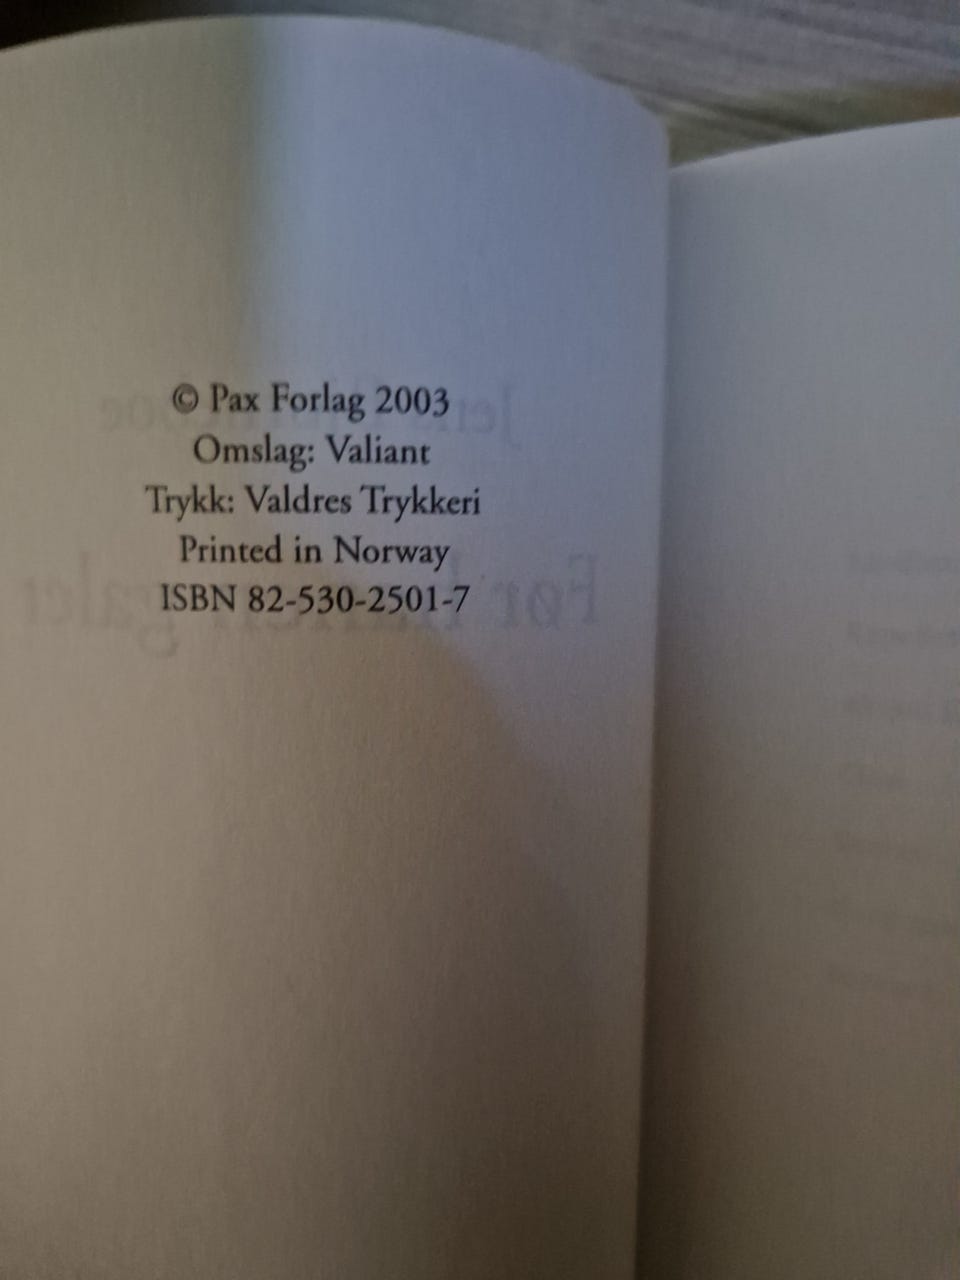 © Pax Forlag 2003
Omslag: Valiant
Trykk: Valdres Trykkeri
Printed in Norway
ISBN 82-530-2501-7